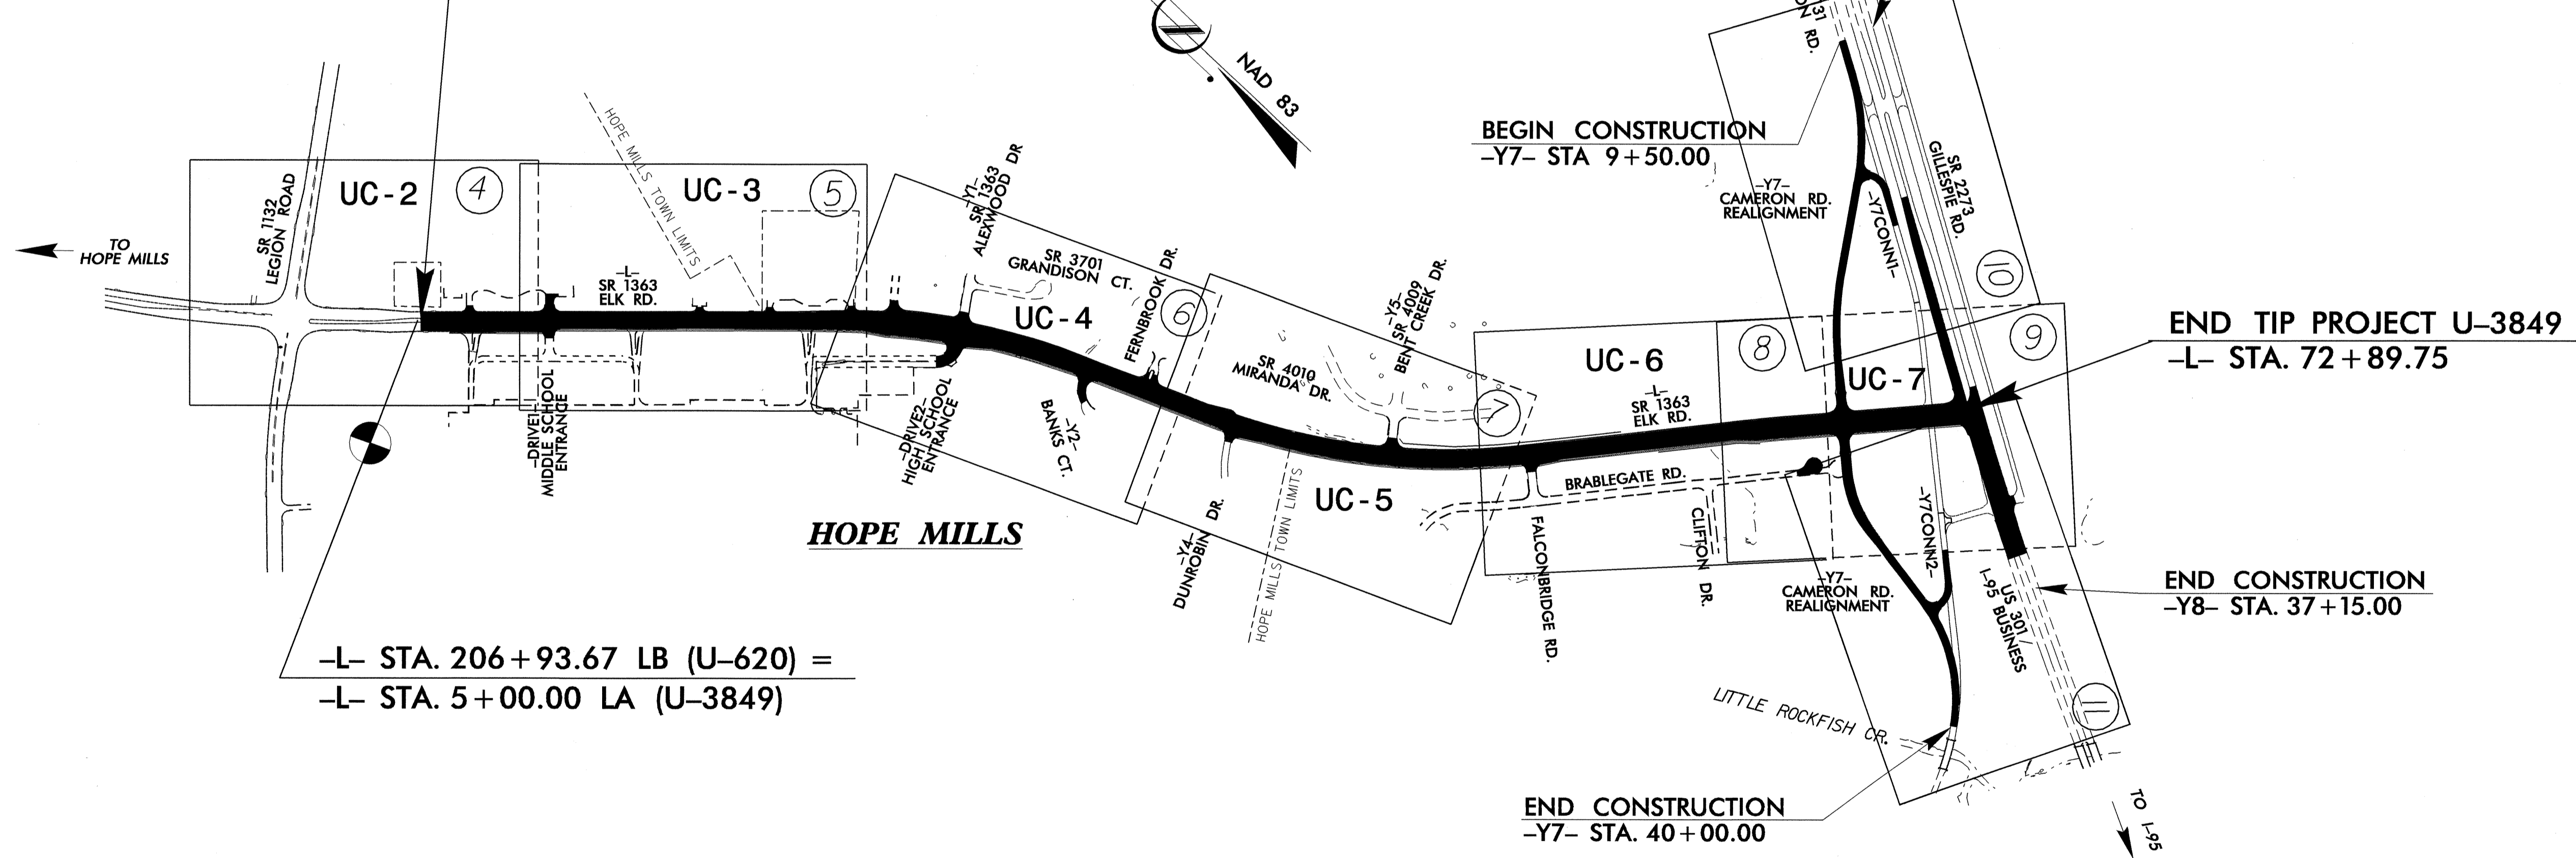 NAD 83
31
RD.
BEGIN CONSTRUCTION
–Y7– STA 9+50.00
–Y7–
CAMERON RD.
REALIGNMENT
–Y7CONN1–
SR 2273
GILLESPIE RD.
10
UC-2
4
UC-3
5
SR 1132
LEGION ROAD
TO
HOPE MILLS
HOPE MILLS TOWN LIMITS
–L–
SR 1363
ELK RD.
–Y1–
SR 1363
ALEXWOOD DR
SR 3701
GRANDISON CT.
UC-4
FERNBROOK DR.
6
–Y5–
SR 4009
BENT CREEK DR.
SR 4010
MIRANDA DR.
7
UC-6
8
–L–
SR 1363
ELK RD.
UC-7
9
END TIP PROJECT U–3849
–L– STA. 72+89.75
–DRIVE1–
MIDDLE SCHOOL
ENTRANCE
–DRIVE2–
HIGH SCHOOL
ENTRANCE
–Y2–
BANKS CT.
HOPE MILLS
–Y4–
DUNROBIN DR.
HOPE MILLS TOWN LIMITS
UC-5
BRABLEGATE RD.
FALCONBRIDGE RD.
CLIFTON DR.
–Y7–
CAMERON RD.
REALIGNMENT
–Y7CONN2–
US 301 /
I–95 BUSINESS
END CONSTRUCTION
–Y8– STA. 37+15.00
–L– STA. 206+93.67 LB (U–620) =
–L– STA. 5+00.00 LA (U–3849)
LITTLE ROCKFISH CR.
11
END CONSTRUCTION
–Y7– STA. 40+00.00
TO I–95